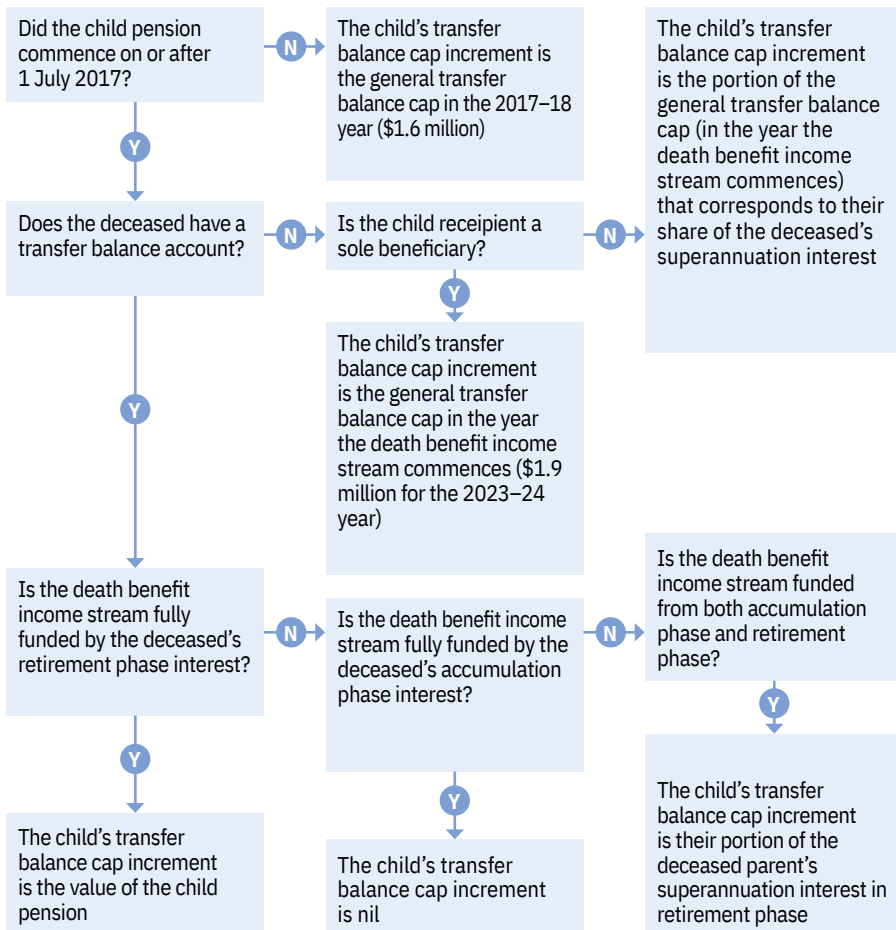 Did the child pension
commence on or after
1 July 2017?
N
The child’s transfer
balance cap increment is
the general transfer
balance cap in the 2017–18
year ($1.6 million)
The child’s transfer
balance cap increment
is the portion of the
general transfer balance
cap (in the year the
death benefit income
stream commences)
that corresponds to their
share of the deceased’s
superannuation interest
Y
Does the deceased have a
transfer balance account?
N
Is the child receipient a
sole beneficiary?
N
Y
The child’s transfer
balance cap increment
is the general transfer
balance cap in the year
the death benefit income
stream commences ($1.9
million for the 2023–24
year)
Y
Is the death benefit
income stream fully
funded by the deceased’s
retirement phase interest?
N
Is the death benefit income
stream fully funded by the
deceased’s accumulation
phase interest?
N
Is the death benefit
income stream funded
from both accumulation
phase and retirement
phase?
Y
The child’s transfer
balance cap increment
is the value of the child
pension
Y
The child’s transfer
balance cap increment
is nil
Y
The child’s transfer
balance cap increment
is their portion of the
deceased parent’s
superannuation interest in
retirement phase